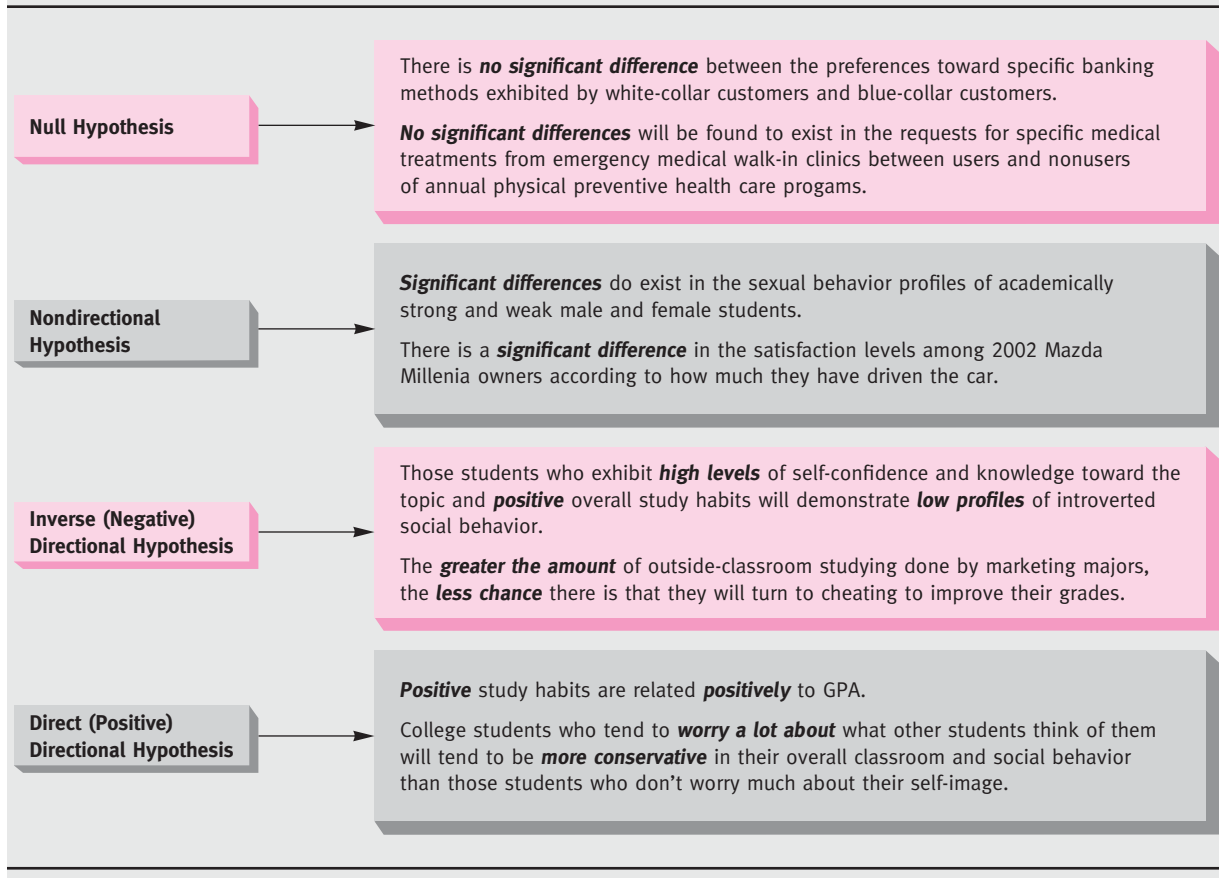 Null Hypothesis
There is no significant difference between the preferences toward specific banking
methods exhibited by white-collar customers and blue-collar customers.
No significant differences will be found to exist in the requests for specific medical
treatments from emergency medical walk-in clinics between users and nonusers
of annual physical preventive health care progams.
Nondirectional
Hypothesis
Significant differences do exist in the sexual behavior profiles of academically
strong and weak male and female students.
There is a significant difference in the satisfaction levels among 2002 Mazda
Millenia owners according to how much they have driven the car.
Inverse (Negative)
Directional Hypothesis
Those students who exhibit high levels of self-confidence and knowledge toward the
topic and positive overall study habits will demonstrate low profiles of introverted
social behavior.
The greater the amount of outside-classroom studying done by marketing majors,
the less chance there is that they will turn to cheating to improve their grades.
Direct (Positive)
Directional Hypothesis
Positive study habits are related positively to GPA.
College students who tend to worry a lot about what other students think of them
will tend to be more conservative in their overall classroom and social behavior
than those students who don't worry much about their self-image.